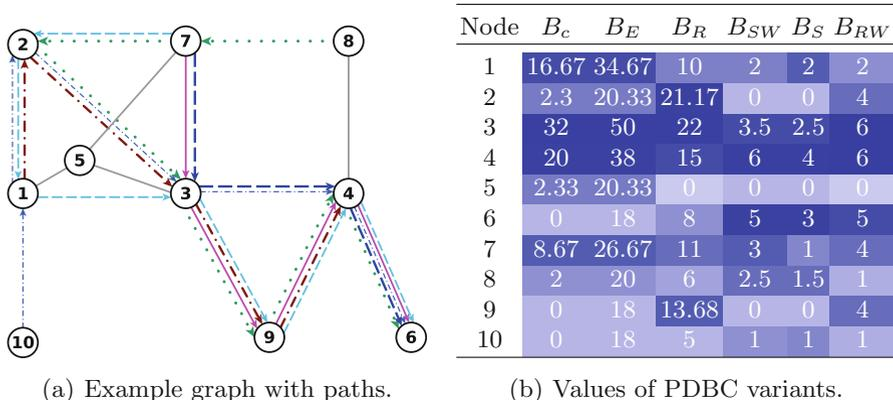 2
7
8
5
1
3
4
10
9
6
(a) Example graph with paths.
Node B_c B_E B_R B_SW B_S B_RW
1 16.67 34.67 10 2 2 2
2 2.3 20.33 21.17 0 0 4
3 32 50 22 3.5 2.5 6
4 20 38 15 6 4 6
5 2.33 20.33 0 0 0 0
6 0 18 8 5 3 5
7 8.67 26.67 11 3 1 4
8 2 20 6 2.5 1.5 1
9 0 18 13.68 0 0 4
10 0 18 5 1 1 1
(b) Values of PDBC variants.